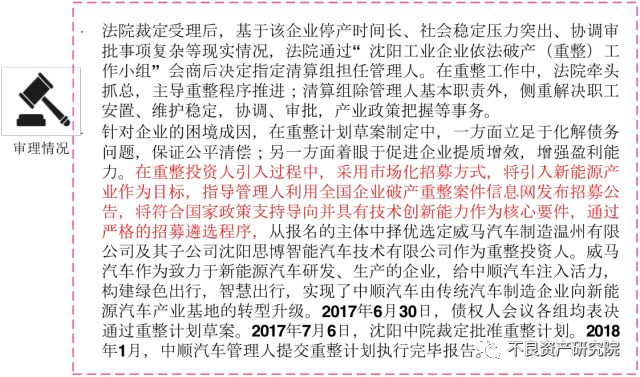 法院裁定受理后，基于该企业停产时间长、社会稳定压力突出、协调审
批事项复杂等现实情况，法院通过“沈阳工业企业依法破产（重整）工
作小组”会商后决定指定清算组担任管理人。在重整工作中，法院牵头
抓总，主导重整程序推进；清算组除管理人基本职责外，侧重解决职工
安置、维护稳定，协调、审批，产业政策把握等事务。
针对企业的困境成因，在重整计划草案制定中，一方面立足于化解债务
问题，保证公平清偿；另一方面着眼于促进企业提质增效，增强盈利能
力。在重整投资人引入过程中，采用市场化招募方式，将引入新能源产
业作为目标，指导管理人利用全国企业破产重整案件信息网发布招募公
告，将符合国家政策支持导向并具有技术创新能力作为核心要件，通过
严格的招募遴选程序，从报名的主体中择优选定威马汽车制造温州有限
公司及其子公司沈阳思博智能汽车技术有限公司作为重整投资人。威马
汽车作为致力于新能源汽车研发、生产的企业，给中顺汽车注入活力，
构建绿色出行，智慧出行，实现了中顺汽车由传统汽车制造企业向新能
源汽车产业基地的转型升级。2017年6月30日，债权人会议各组均表决
通过重整计划草案。2017年7月6日，沈阳中院裁定批准重整计划。2018
年1月，中顺汽车管理人提交重整计划执行完毕报告。
审理情况
不良资产研究院